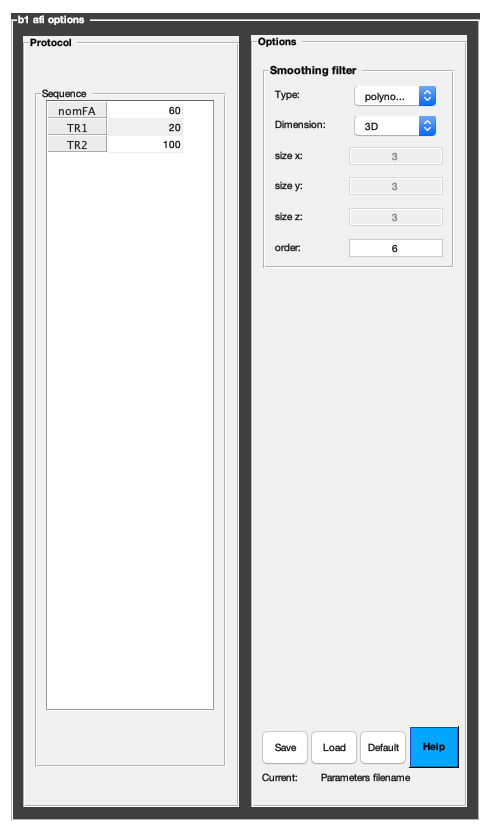 b1 afi options
Protocol
Sequence
nomFA 60
TR1 20
TR2 100
Options
Smoothing filter
Type: polyno...
Dimension: 3D
size x: 3
size y: 3
size z: 3
order: 6
Save Load Default Help
Current: Parameters filename